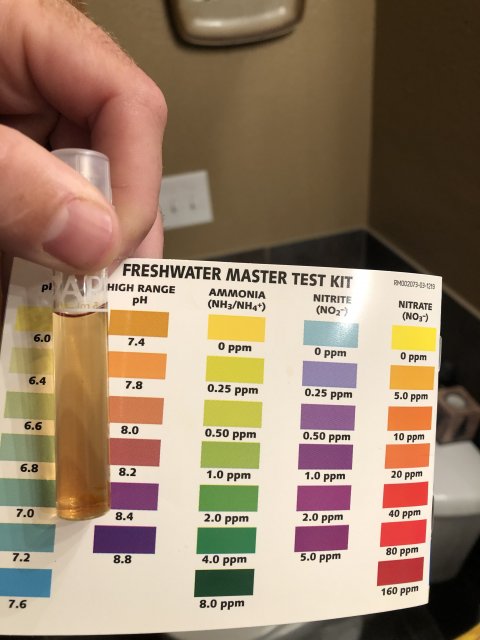 FRESHWATER MASTER TEST KIT
RM002073-03-1219
API
HIGH RANGE
pH
7.4
7.8
8.0
8.2
8.4
8.8
6.0
6.4
6.6
6.8
7.0
7.2
7.6
AMMONIA
(NH₃/NH₄⁺)
0 ppm
0.25 ppm
0.50 ppm
1.0 ppm
2.0 ppm
4.0 ppm
8.0 ppm
NITRITE
(NO₂⁻)
0 ppm
0.25 ppm
0.50 ppm
1.0 ppm
2.0 ppm
5.0 ppm
NITRATE
(NO₃⁻)
0 ppm
5.0 ppm
10 ppm
20 ppm
40 ppm
80 ppm
160 ppm